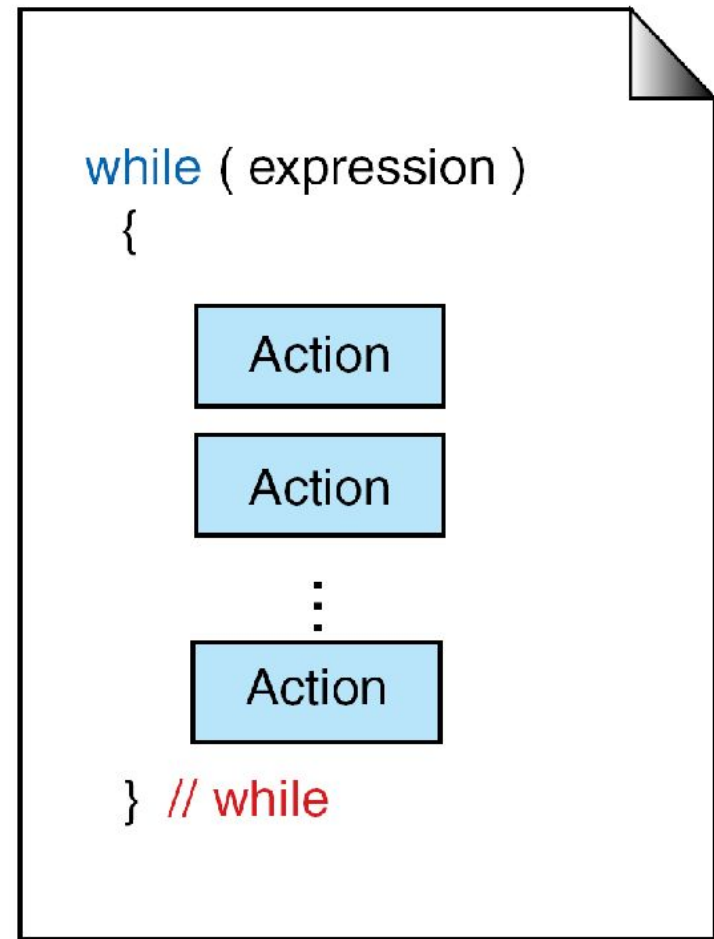 while ( expression )
{
Action
Action
⋮
Action
} // while